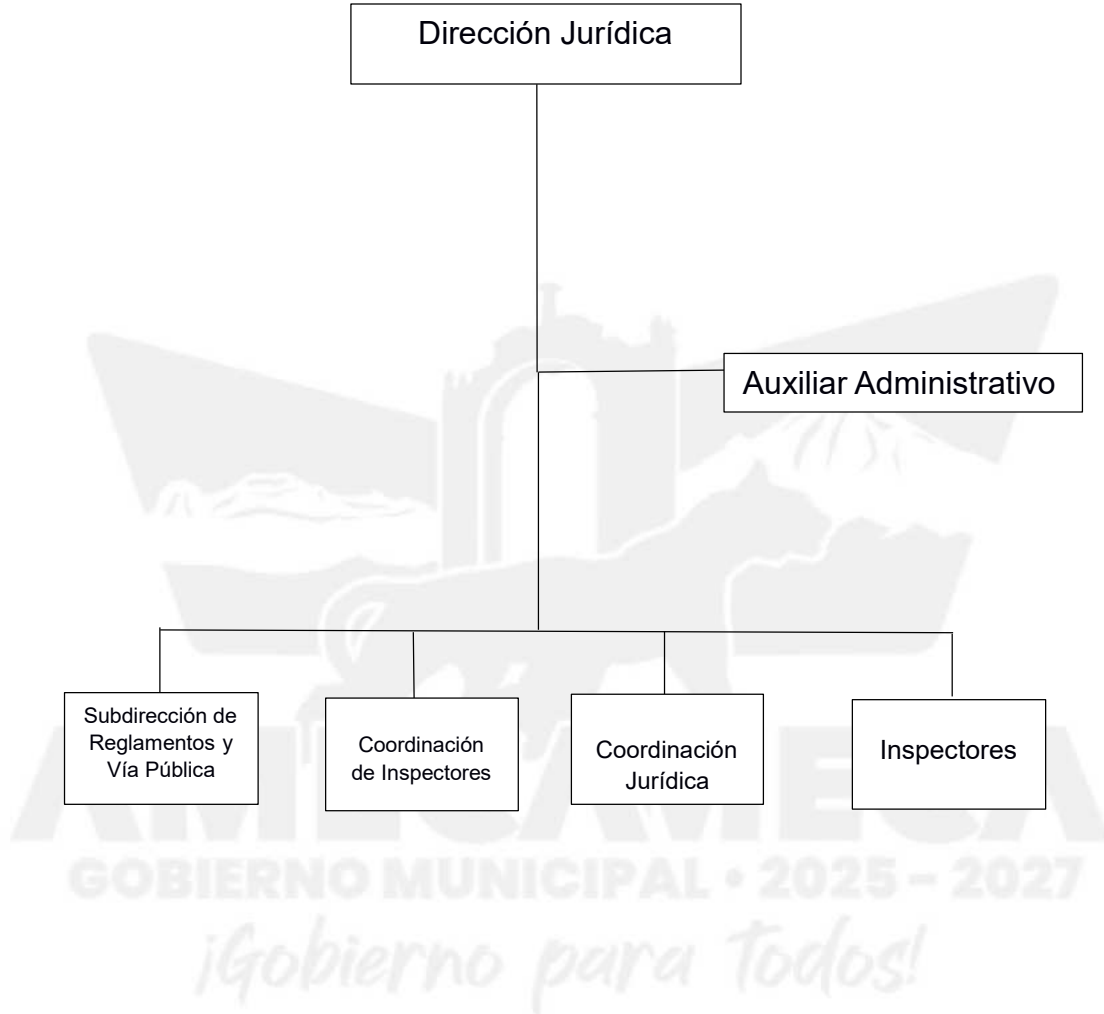 Dirección Jurídica
Auxiliar Administrativo
Subdirección de
Reglamentos y
Vía Pública
Coordinación
de Inspectores
Coordinación
Jurídica
Inspectores
AMECAMECA
GOBIERNO MUNICIPAL • 2025 – 2027
¡Gobierno para Todos!